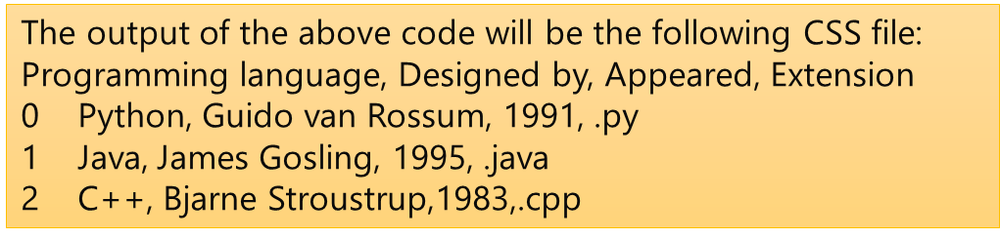 The output of the above code will be the following CSS file:
Programming language, Designed by, Appeared, Extension
0 Python, Guido van Rossum, 1991, .py
1 Java, James Gosling, 1995, .java
2 C++, Bjarne Stroustrup,1983,.cpp